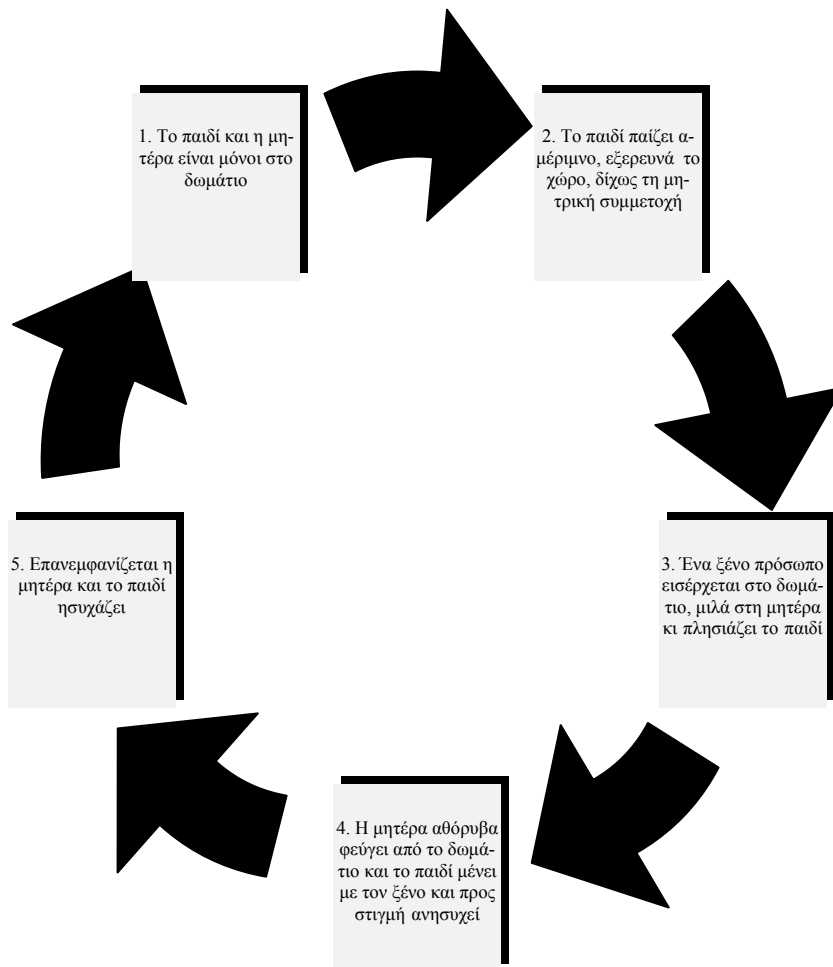 1. Το παιδί και η μη-
τέρα είναι μόνοι στο
δωμάτιο
2. Το παιδί παίζει α-
μέριμνο, εξερευνά το
χώρο, δίχως τη μη-
τρική συμμετοχή
3. Ένα ξένο πρόσωπο
εισέρχεται στο δωμά-
τιο, μιλά στη μητέρα
κι πλησιάζει το παιδί
4. Η μητέρα αθόρυβα
φεύγει από το δωμά-
τιο και το παιδί μένει
με τον ξένο και προς
στιγμή ανησυχεί
5. Επανεμφανίζεται η
μητέρα και το παιδί
ησυχάζει